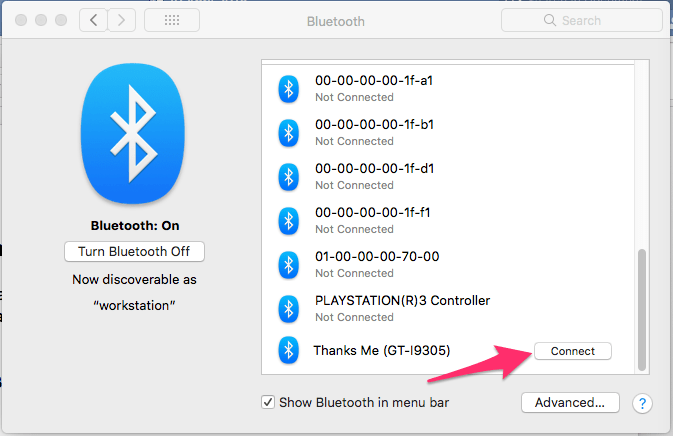 Bluetooth
Search
00-00-00-00-1f-a1
Not Connected
00-00-00-00-1f-b1
Not Connected
00-00-00-00-1f-d1
Not Connected
00-00-00-00-1f-f1
Not Connected
01-00-00-00-70-00
Not Connected
PLAYSTATION(R)3 Controller
Not Connected
Thanks Me (GT-I9305)
Connect
Bluetooth: On
Turn Bluetooth Off
Now discoverable as
“workstation”
Show Bluetooth in menu bar
Advanced...
?